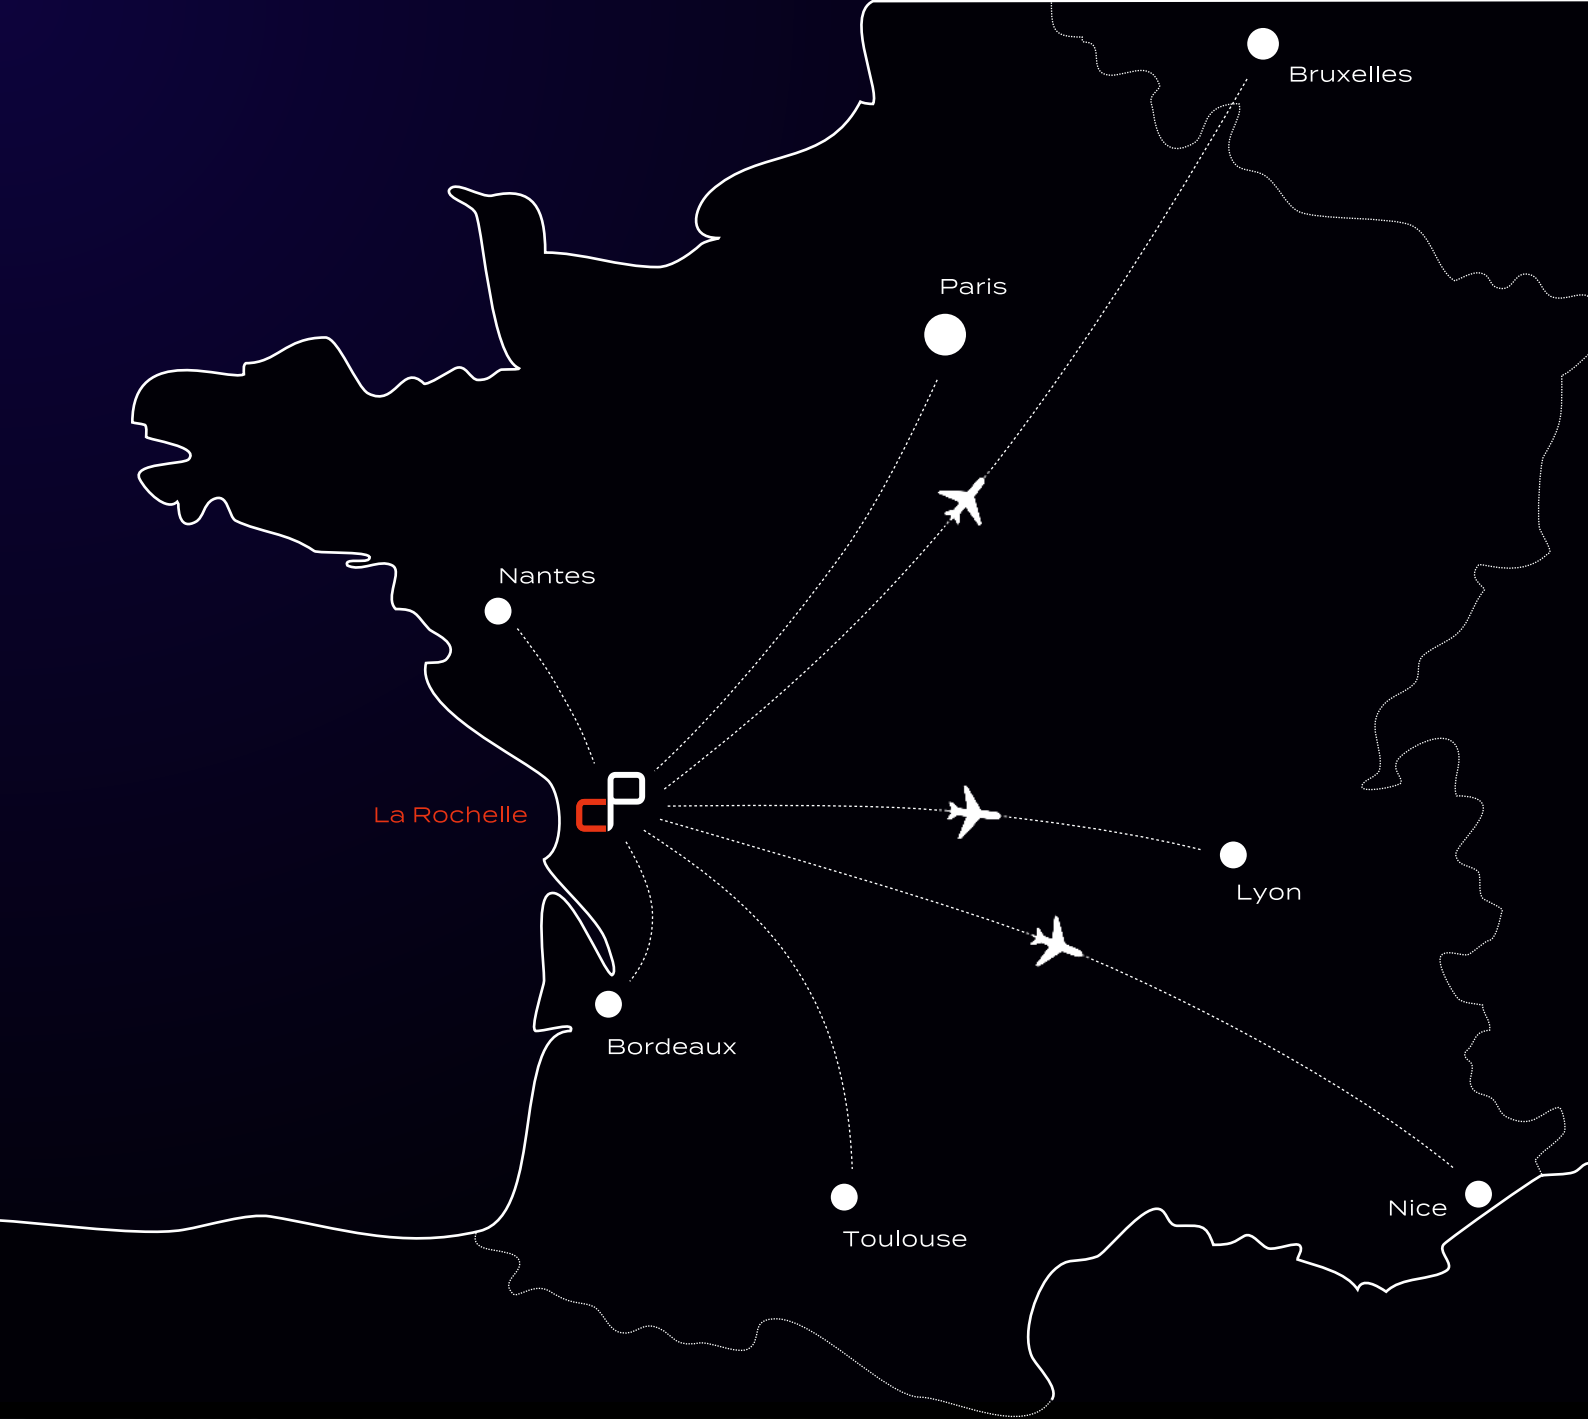 Bruxelles
Paris
Nantes
La Rochelle
Lyon
Bordeaux
Nice
Toulouse